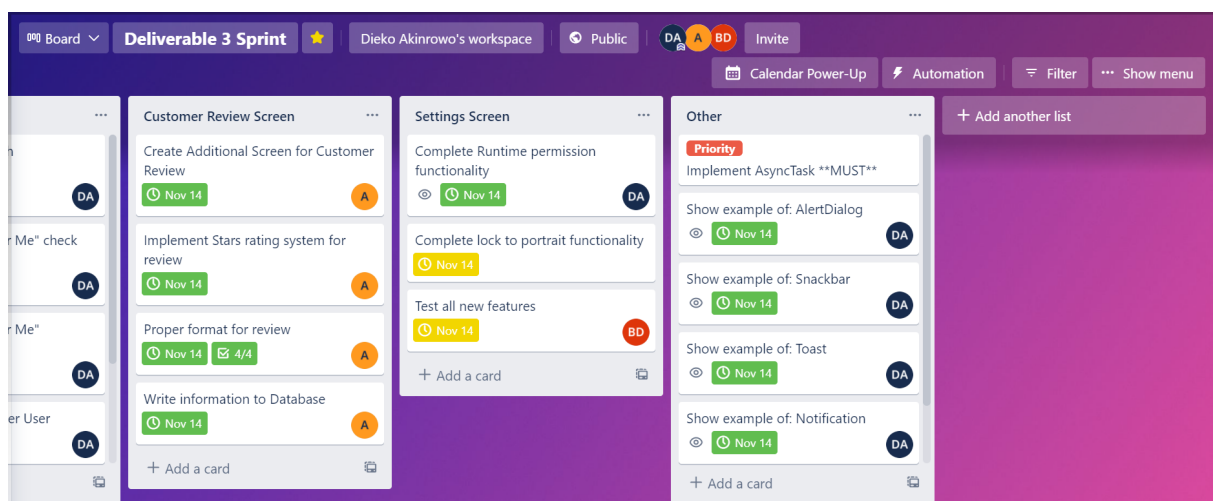 Board
Deliverable 3 Sprint
Dieko Akinrowo's workspace
Public
DA
A
BD
Invite
Calendar Power-Up
Automation
Filter
Show menu
DA
r Me" check
DA
r Me"
DA
er User
DA
Customer Review Screen
Create Additional Screen for Customer
Review
Nov 14
A
Implement Stars rating system for
review
Nov 14
A
Proper format for review
Nov 14 4/4
A
Write information to Database
Nov 14
A
+ Add a card
Settings Screen
Complete Runtime permission
functionality
Nov 14
DA
Complete lock to portrait functionality
Nov 14
Test all new features
Nov 14
BD
+ Add a card
Other
Priority
Implement AsyncTask **MUST**
Show example of: AlertDialog
Nov 14
DA
Show example of: Snackbar
Nov 14
DA
Show example of: Toast
Nov 14
DA
Show example of: Notification
Nov 14
DA
+ Add a card
+ Add another list